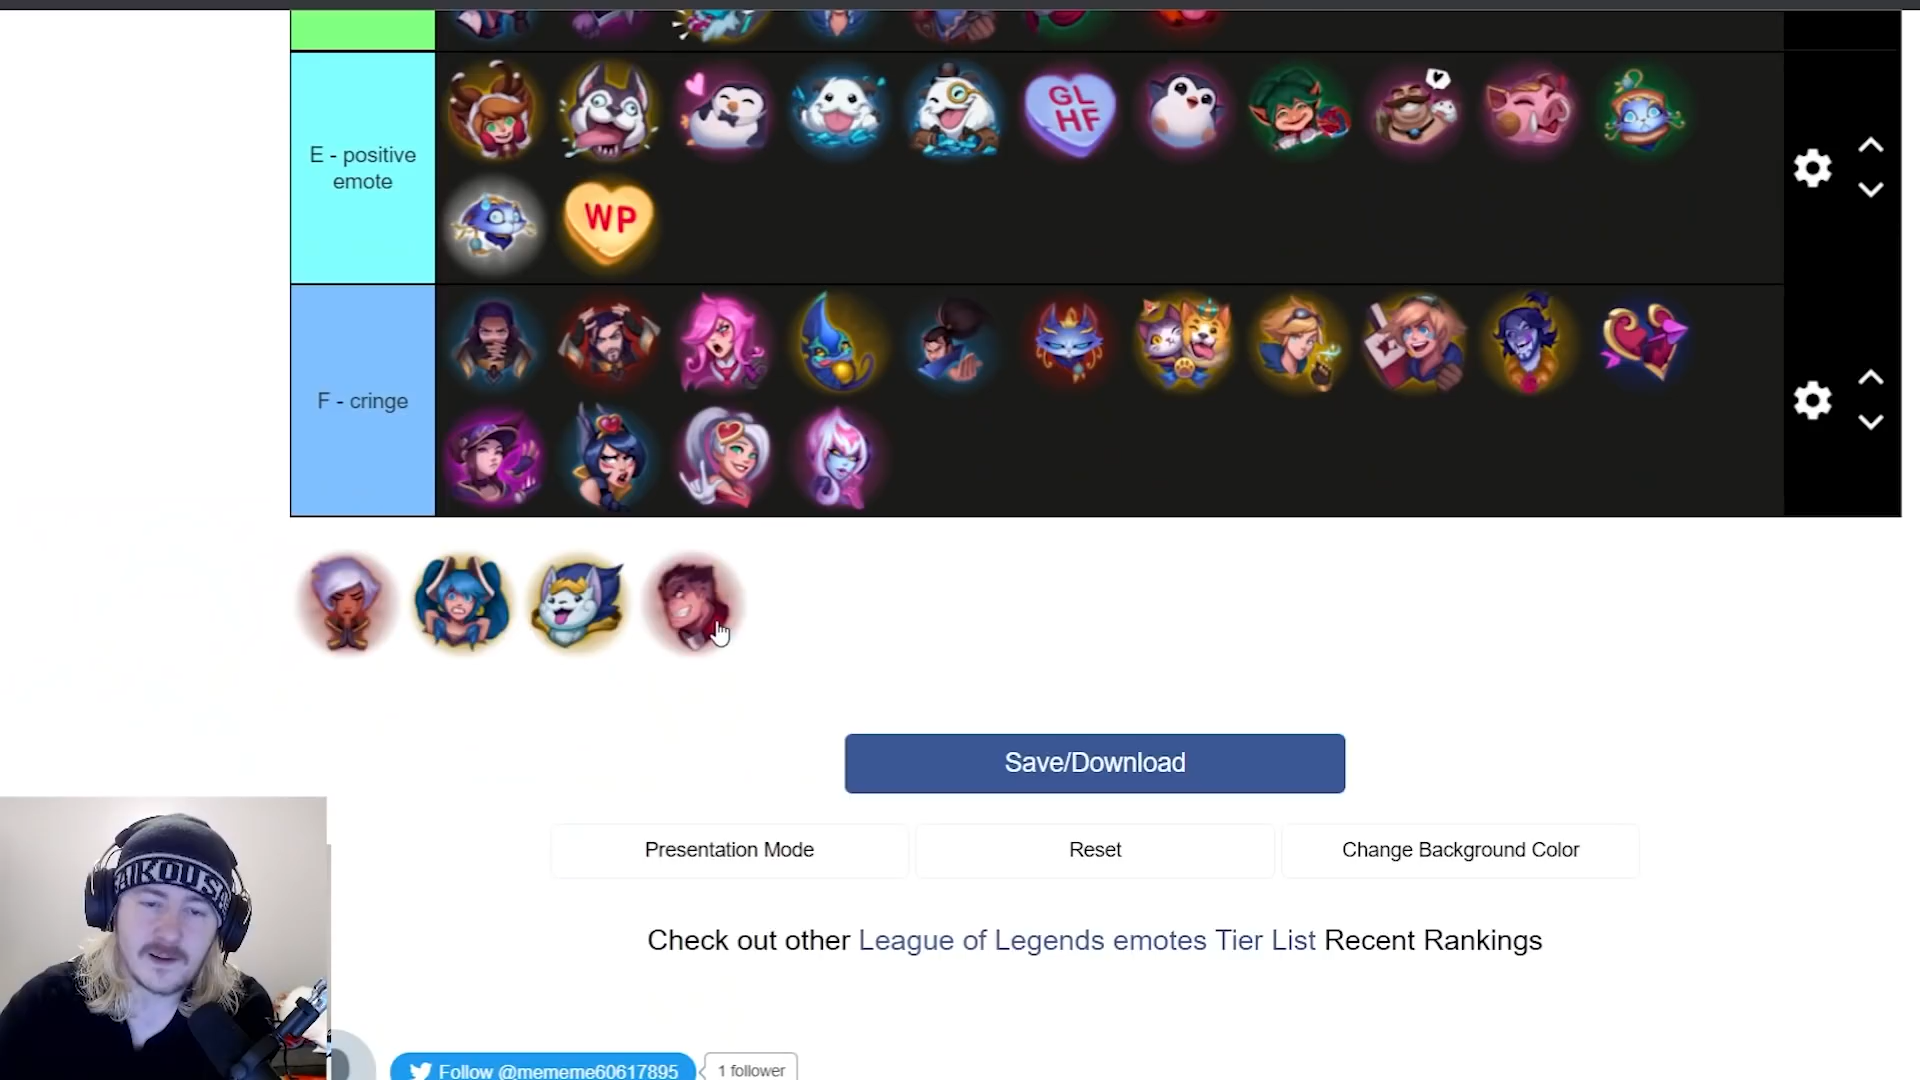 E - positive
emote
GL
HF
WP
F - cringe
Save/Download
Presentation Mode
Reset
Change Background Color
Check out other League of Legends emotes Tier List Recent Rankings
Follow @mememe60617895
1 follower